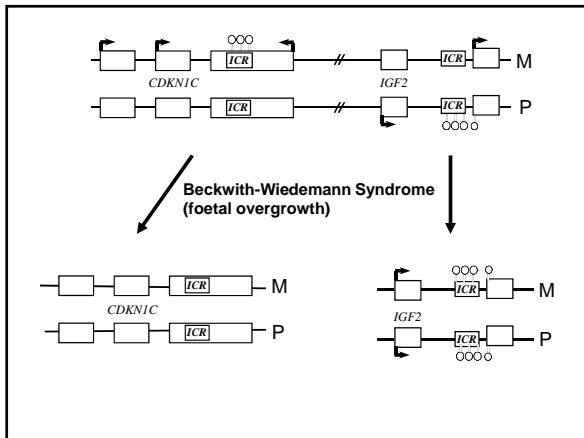 ICR ICR M
CDKN1C IGF2
ICR ICR P
Beckwith-Wiedemann Syndrome
(foetal overgrowth)
ICR M
CDKN1C
ICR P
ICR M
IGF2
ICR P